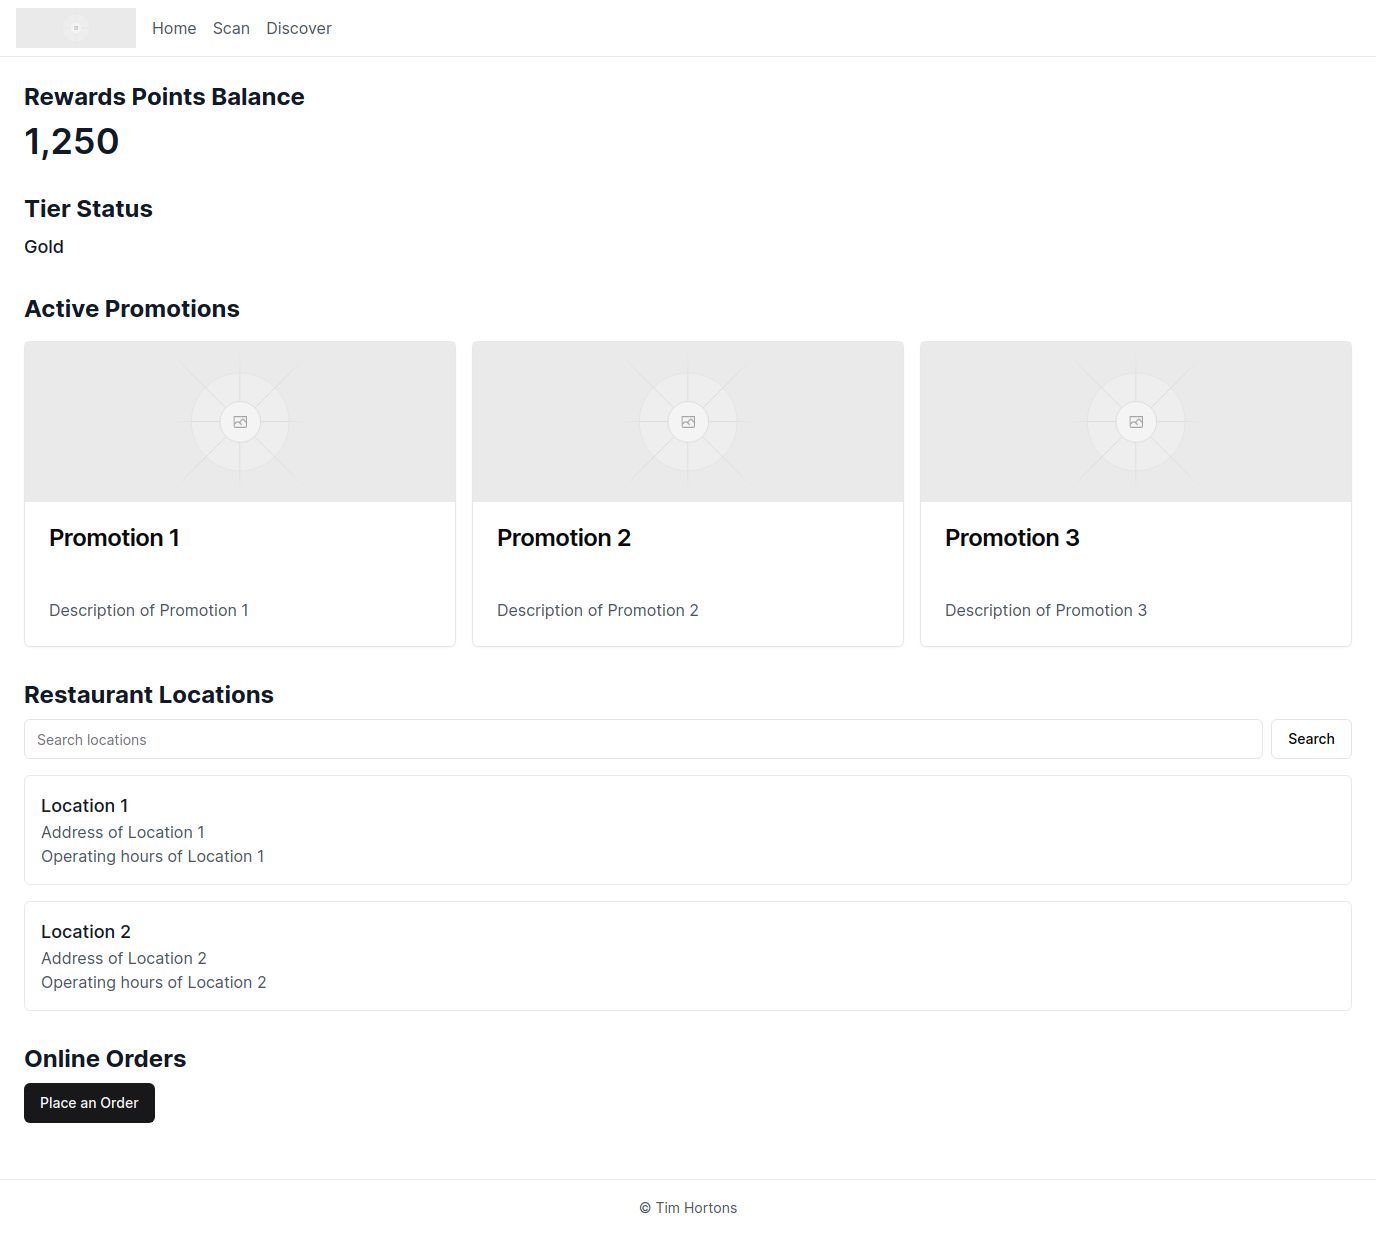 Home Scan Discover
Rewards Points Balance
1,250
Tier Status
Gold
Active Promotions
Promotion 1
Description of Promotion 1
Promotion 2
Description of Promotion 2
Promotion 3
Description of Promotion 3
Restaurant Locations
Search locations
Search
Location 1
Address of Location 1
Operating hours of Location 1
Location 2
Address of Location 2
Operating hours of Location 2
Online Orders
Place an Order
© Tim Hortons